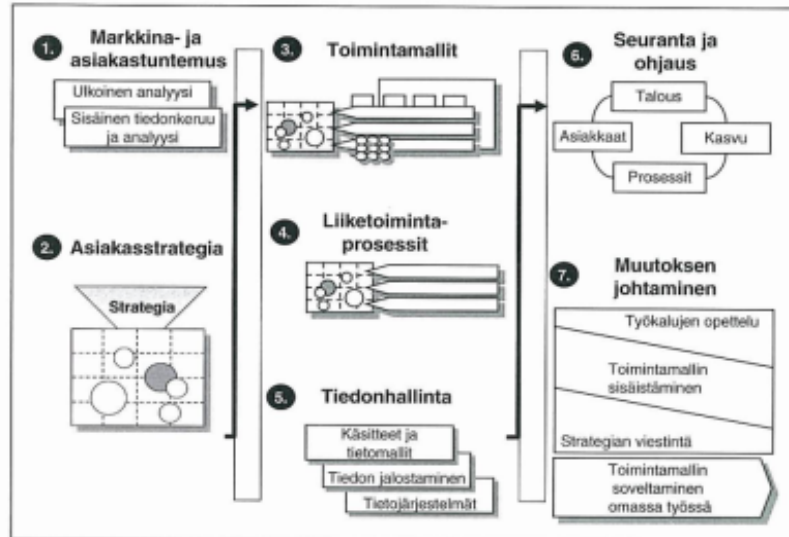 1. Markkina- ja
asiakastuntemus
Ulkoinen analyysi
Sisäinen tiedonkeruu
ja analyysi
2. Asiakasstrategia
Strategia
3. Toimintamallit
4. Liiketoiminta-
prosessit
5. Tiedonhallinta
Käsitteet ja
tietomallit
Tiedon jalostaminen
Tietojärjestelmät
6. Seuranta ja
ohjaus
Talous
Asiakkaat
Kasvu
Prosessit
7. Muutoksen
johtaminen
Työkalujen opettelu
Toimintamallin
sisäistäminen
Strategian viestintä
Toimintamallin
soveltaminen
omassa työssä